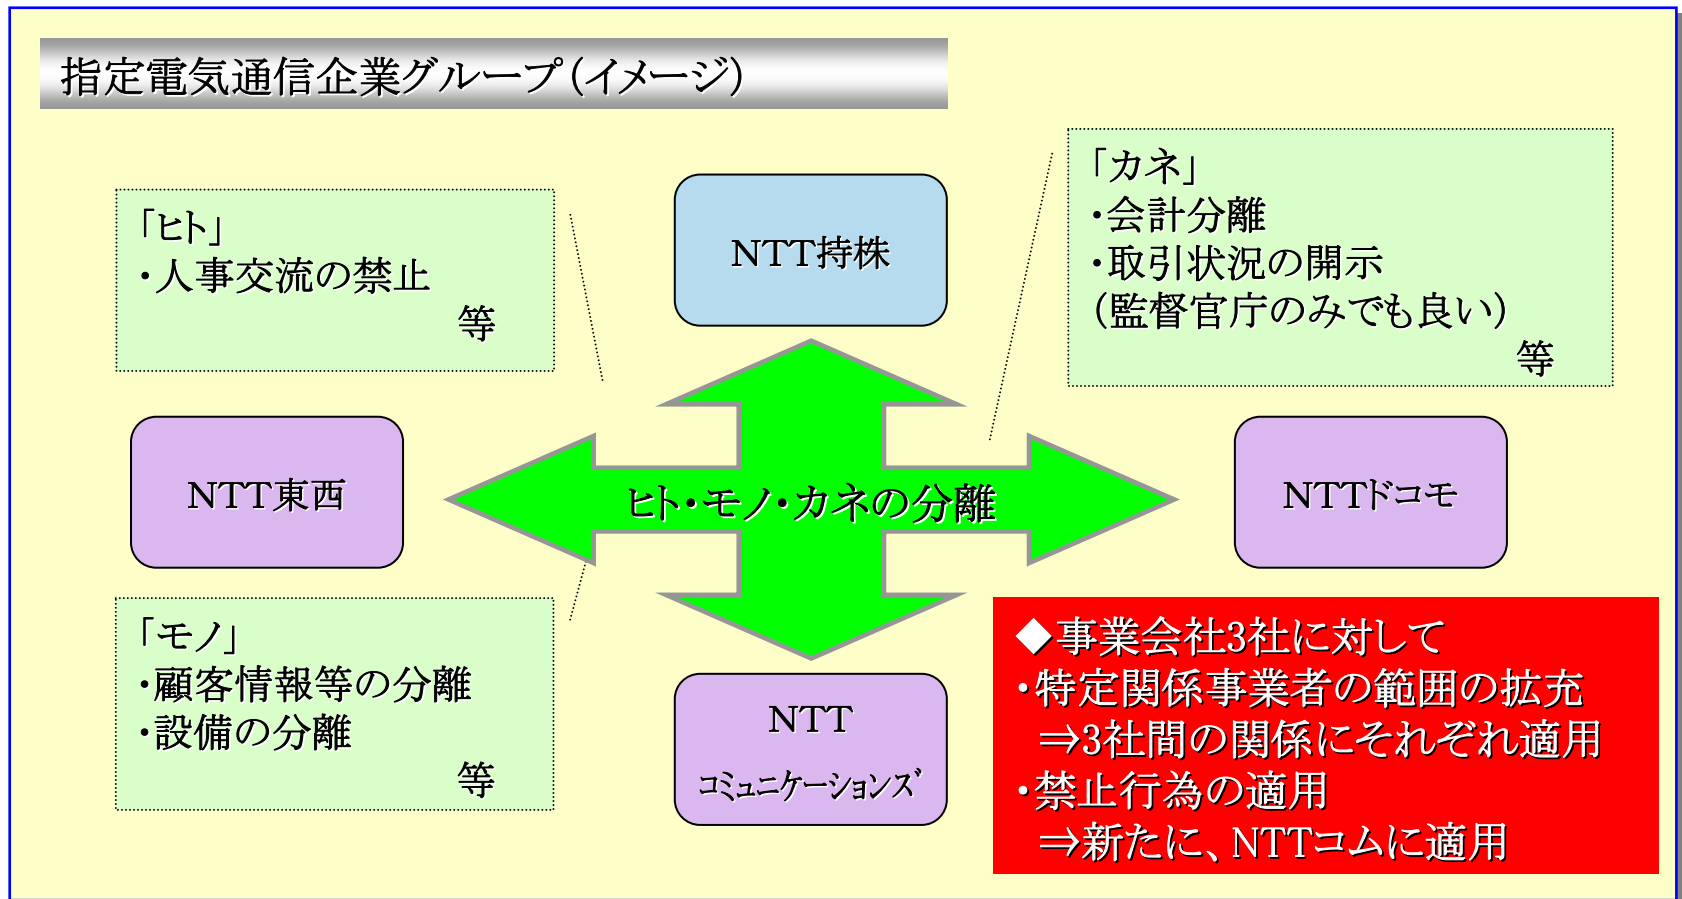 指定電気通信企業グループ（イメージ）
「ヒト」
・人事交流の禁止
等
NTT持株
「カネ」
・会計分離
・取引状況の開示
（監督官庁のみでも良い）
等
NTT東西
ヒト・モノ・カネの分離
NTTドコモ
「モノ」
・顧客情報等の分離
・設備の分離
等
NTT
ｺﾐｭﾆｹｰｼｮﾝｽﾞ
◆事業会社3社に対して
・特定関係事業者の範囲の拡充
⇒3社間の関係にそれぞれ適用
・禁止行為の適用
⇒新たに、NTTコムに適用